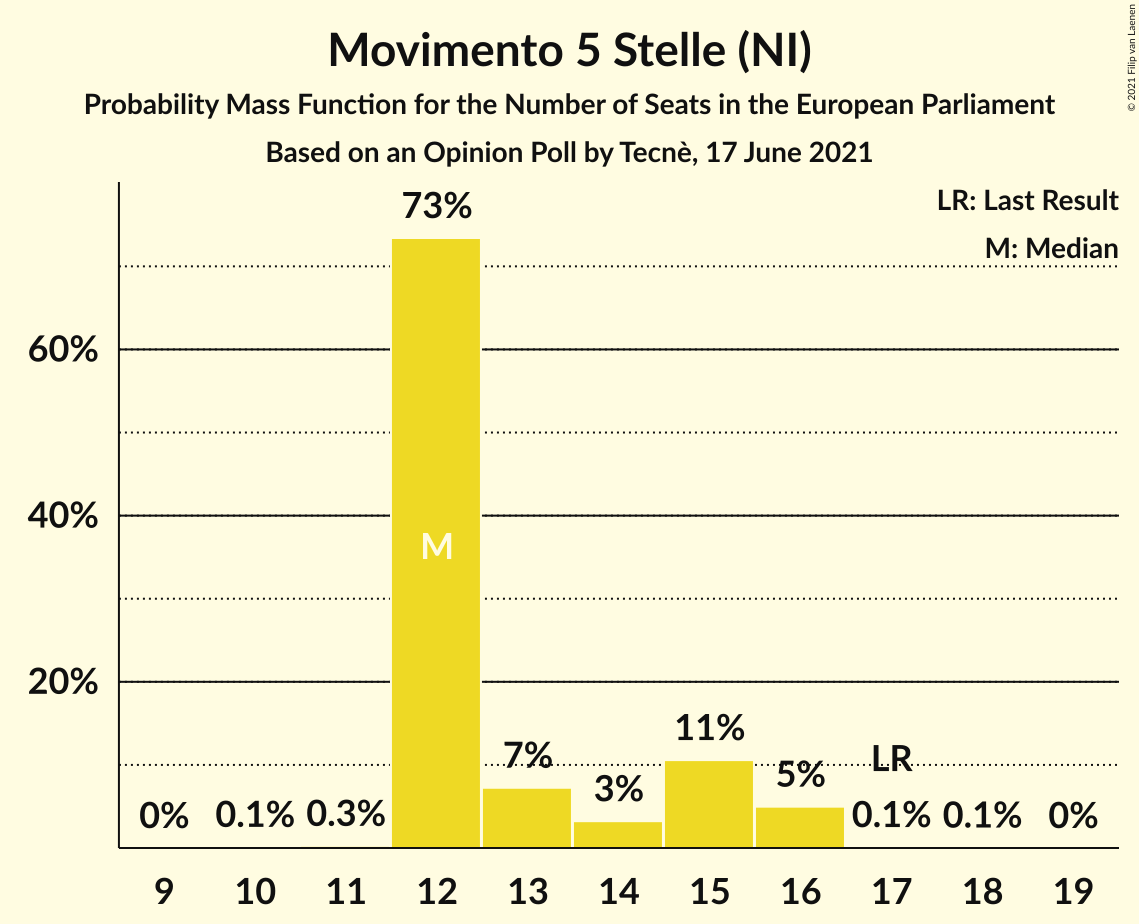 Movimento 5 Stelle (NI)
Probability Mass Function for the Number of Seats in the European Parliament
Based on an Opinion Poll by Tecnè, 17 June 2021
© 2021 Filip van Laenen
LR: Last Result
M: Median
60%
40%
20%
0%
0.1%
0.3%
73%
M
7%
3%
11%
5%
LR
0.1%
0.1%
0%
9 10 11 12 13 14 15 16 17 18 19